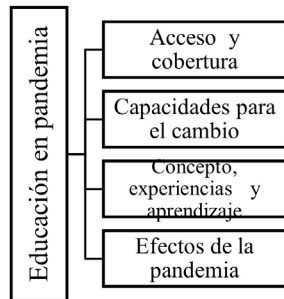 Educación en pandemia
Acceso y
cobertura
Capacidades para
el cambio
Concepto,
experiencias y
aprendizaje
Efectos de la
pandemia